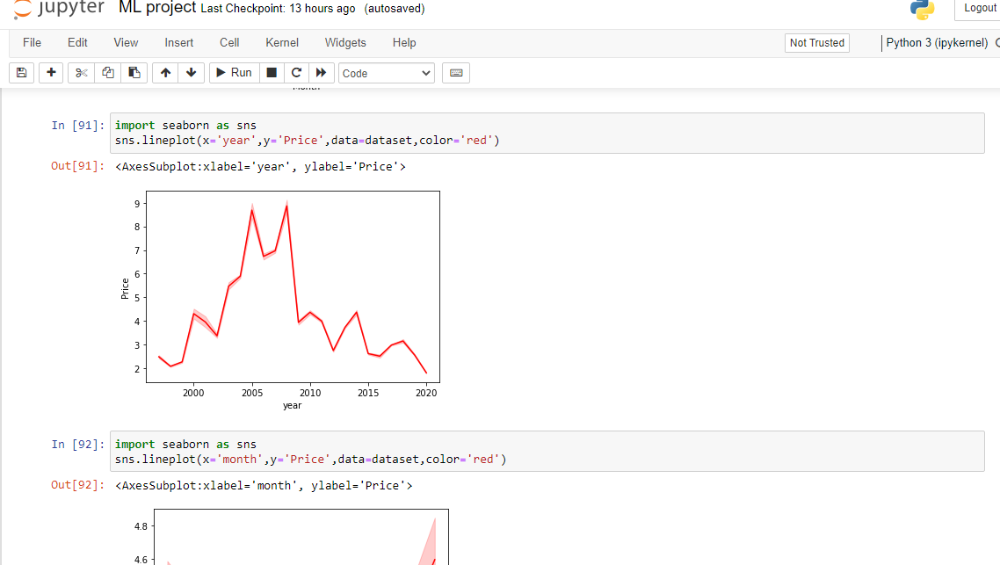 jupyter ML project Last Checkpoint: 13 hours ago (autosaved)
Logout
File Edit View Insert Cell Kernel Widgets Help
Not Trusted
Python 3 (ipykernel)
Run
Code
Month
In [91]:
import seaborn as sns
sns.lineplot(x='year',y='Price',data=dataset,color='red')
Out[91]:
<AxesSubplot:xlabel='year', ylabel='Price'>
9
8
7
6
5
4
3
2
Price
2000 2005 2010 2015 2020
year
In [92]:
import seaborn as sns
sns.lineplot(x='month',y='Price',data=dataset,color='red')
Out[92]:
<AxesSubplot:xlabel='month', ylabel='Price'>
4.8
4.6